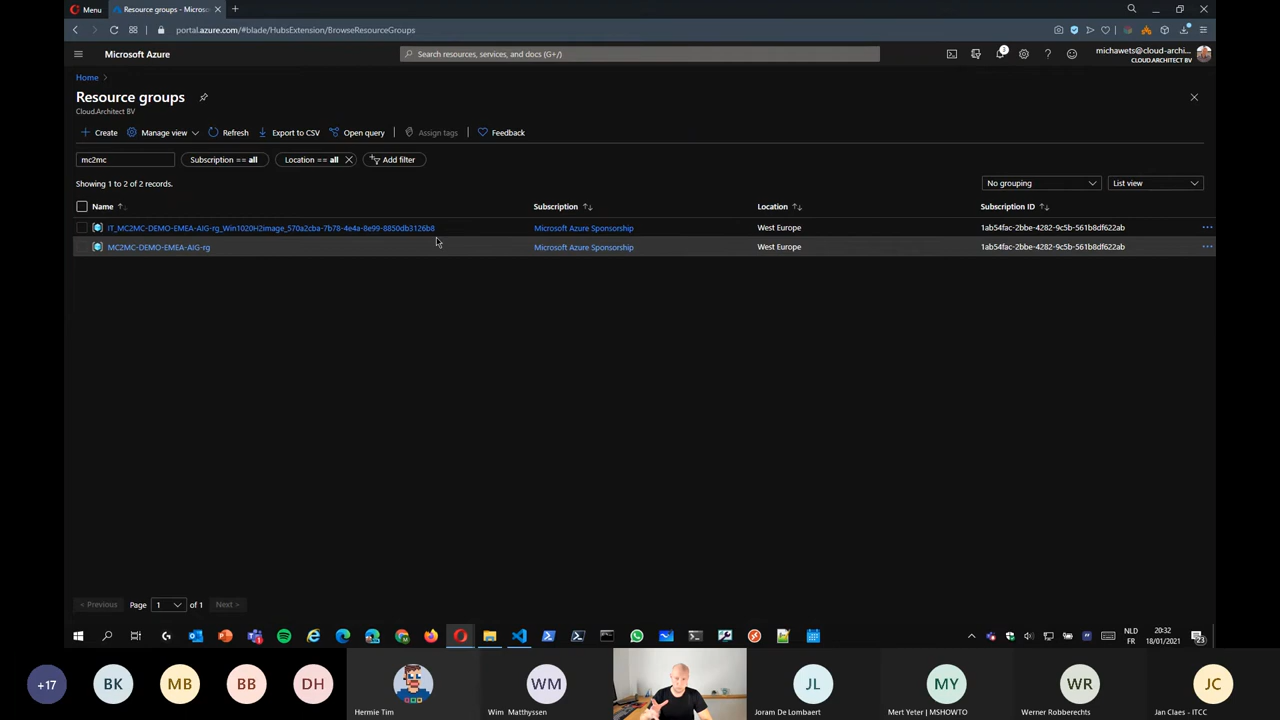 Menu
Resource groups - Micros
portal.azure.com/#blade/HubsExtension/BrowseResourceGroups
Microsoft Azure
Search resources, services, and docs (G+/)
michawets@cloud-archi...
CLOUD.ARCHITECT BV
Home
Resource groups
Cloud.Architect BV
Create
Manage view
Refresh
Export to CSV
Open query
Assign tags
Feedback
mc2mc
Subscription == all
Location == all
Add filter
Showing 1 to 2 of 2 records.
No grouping
List view
Name
Subscription
Location
Subscription ID
IT_MC2MC-DEMO-EMEA-AIG-rg_Win1020H2image_570a2cba-7b78-4e4a-8e99-8850db3126b8
Microsoft Azure Sponsorship
West Europe
1ab54fac-2bbe-4282-9c5b-561b8df622ab
MC2MC-DEMO-EMEA-AIG-rg
Microsoft Azure Sponsorship
West Europe
1ab54fac-2bbe-4282-9c5b-561b8df622ab
< Previous
Page
1
of 1
Next >
NLD
FR
20:32
18/01/2021
23
+17
BK
MB
BB
DH
Hermie Tim
WM
Wim Matthyssen
JL
Joram De Lombaert
MY
Mert Yeter | MSHOWTO
WR
Werner Robberechts
JC
Jan Claes - ITCC